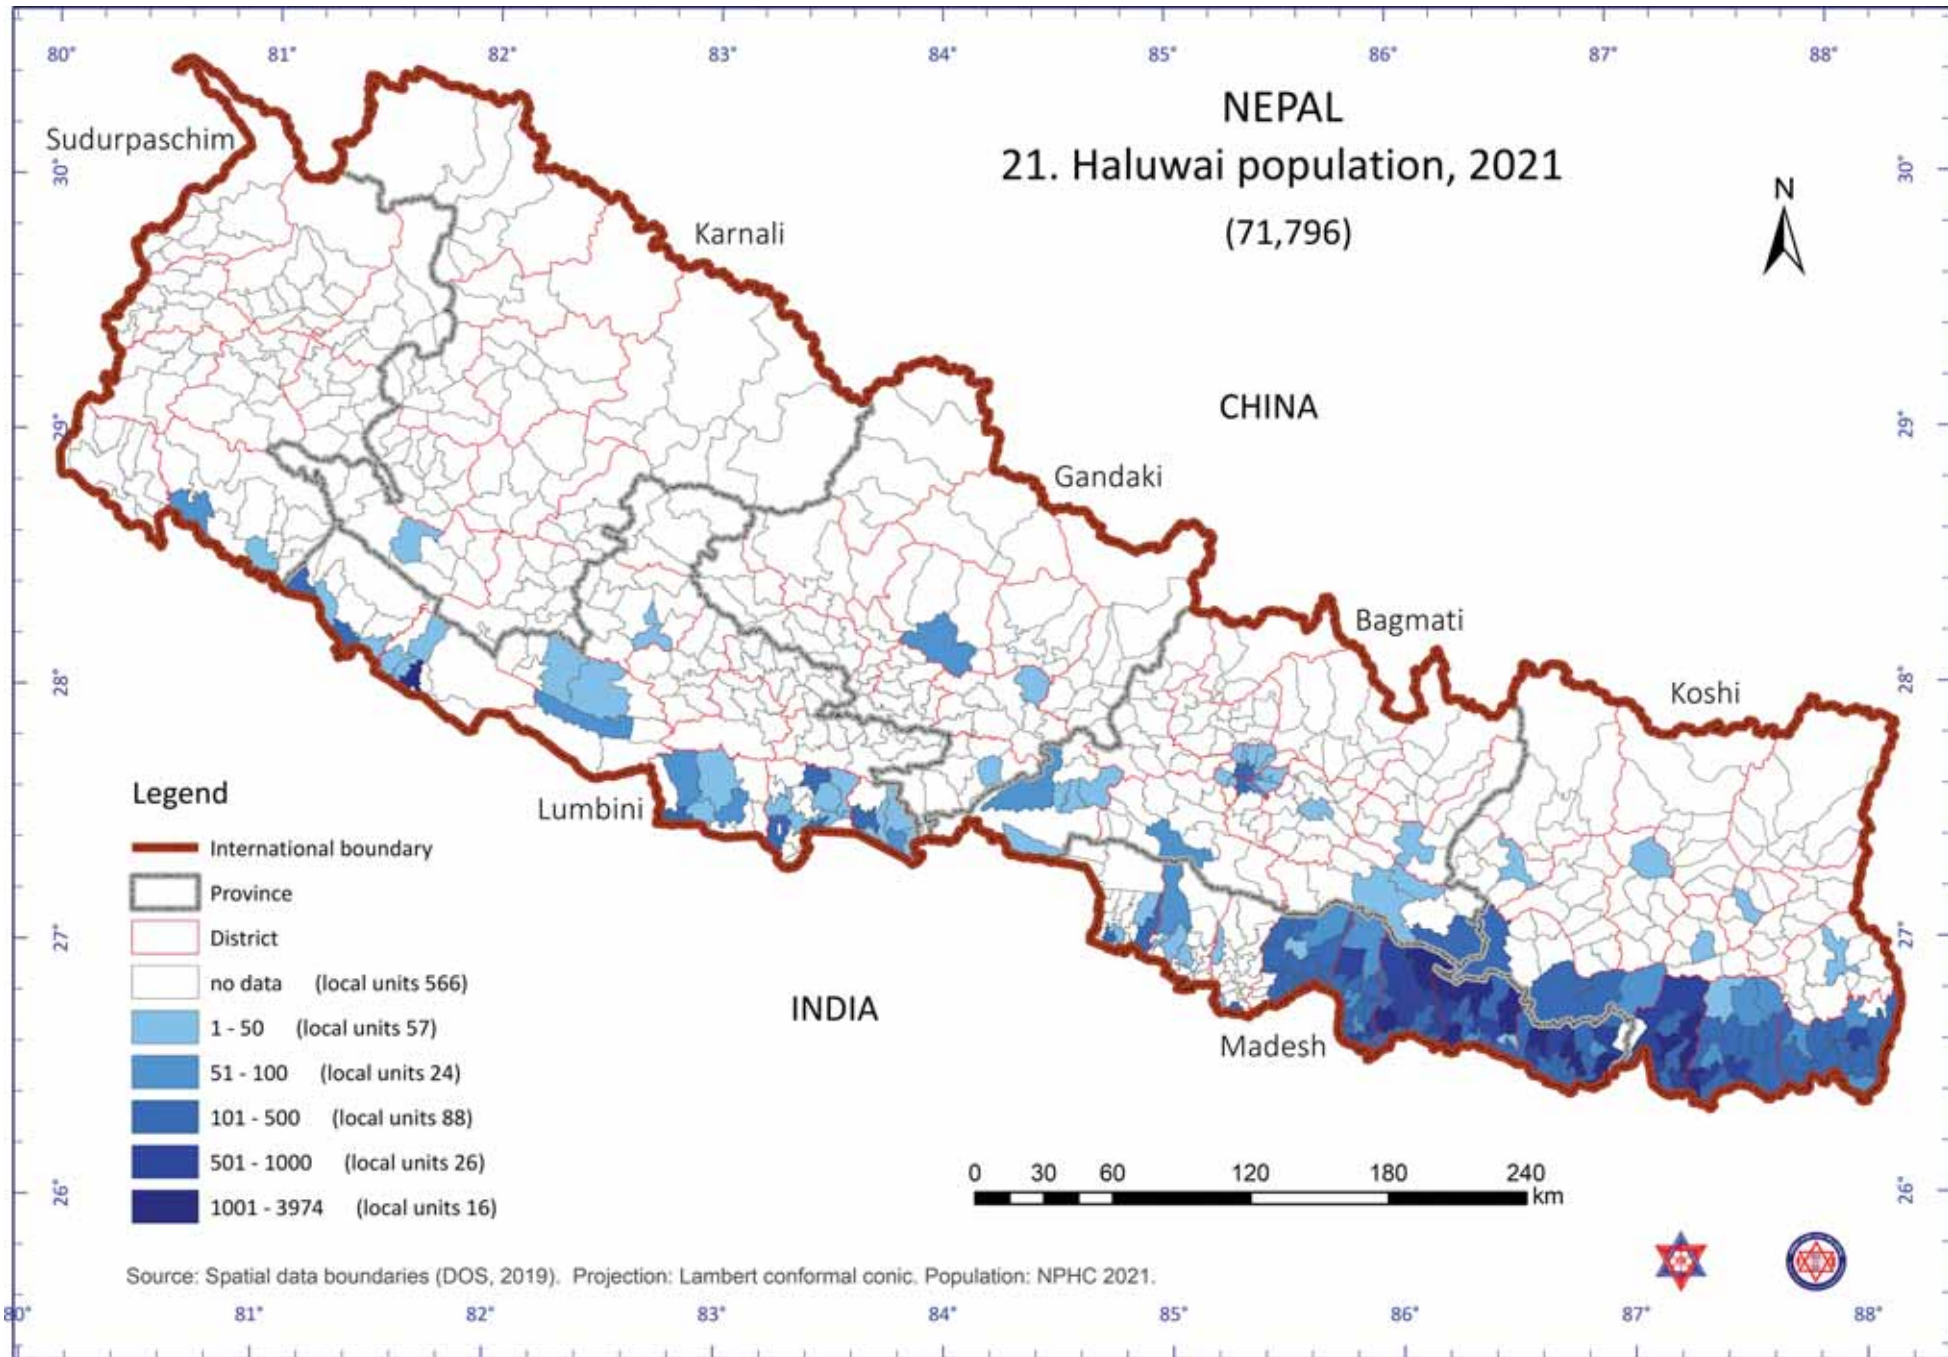 80° 81° 82° 83° 84° 85° 86° 87° 88°
NEPAL
21. Haluwai population, 2021
(71,796)
N
Sudurpaschim
30° 30°
Karnali
CHINA
29° 29°
Gandaki
Bagmati
Koshi
28° 28°
Lumbini
27° 27°
INDIA
Madesh
26° 26°
Legend
International boundary
Province
District
no data (local units 566)
1 - 50 (local units 57)
51 - 100 (local units 24)
101 - 500 (local units 88)
501 - 1000 (local units 26)
1001 - 3974 (local units 16)
0 30 60 120 180 240
km
Source: Spatial data boundaries (DOS, 2019). Projection: Lambert conformal conic. Population: NPHC 2021.
80° 81° 82° 83° 84° 85° 86° 87° 88°